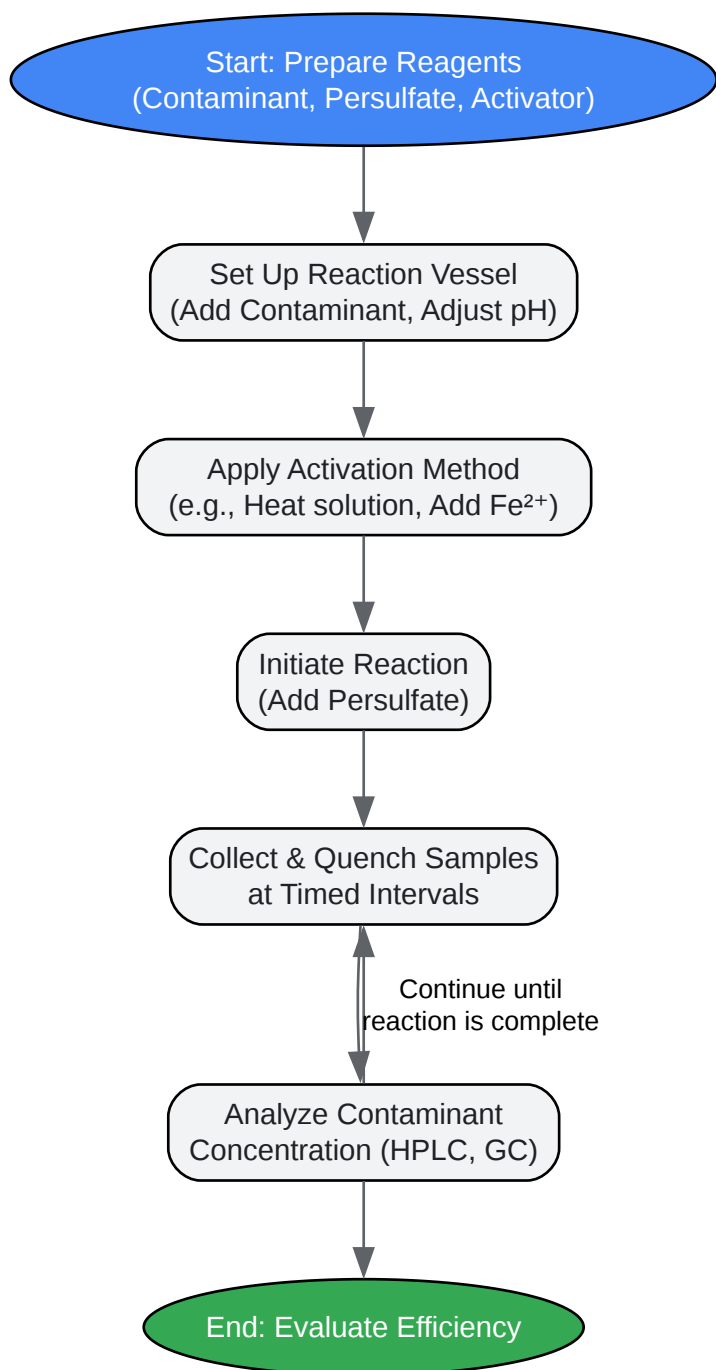 Start: Prepare Reagents
(Contaminant, Persulfate, Activator)
Set Up Reaction Vessel
(Add Contaminant, Adjust pH)
Apply Activation Method
(e.g., Heat solution, Add Fe²⁺)
Initiate Reaction
(Add Persulfate)
Collect & Quench Samples
at Timed Intervals
Continue until
reaction is complete
Analyze Contaminant
Concentration (HPLC, GC)
End: Evaluate Efficiency